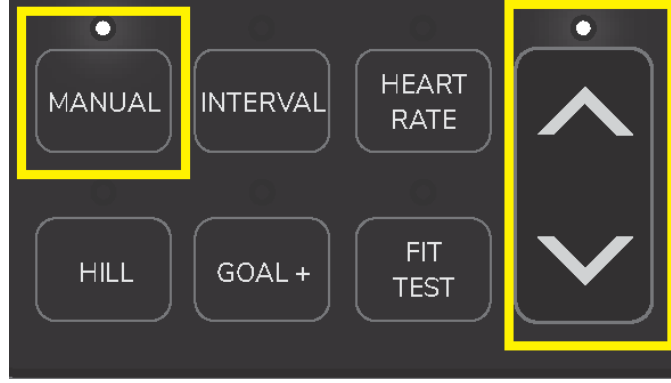 MANUAL
INTERVAL
HEART
RATE
HILL
GOAL +
FIT
TEST